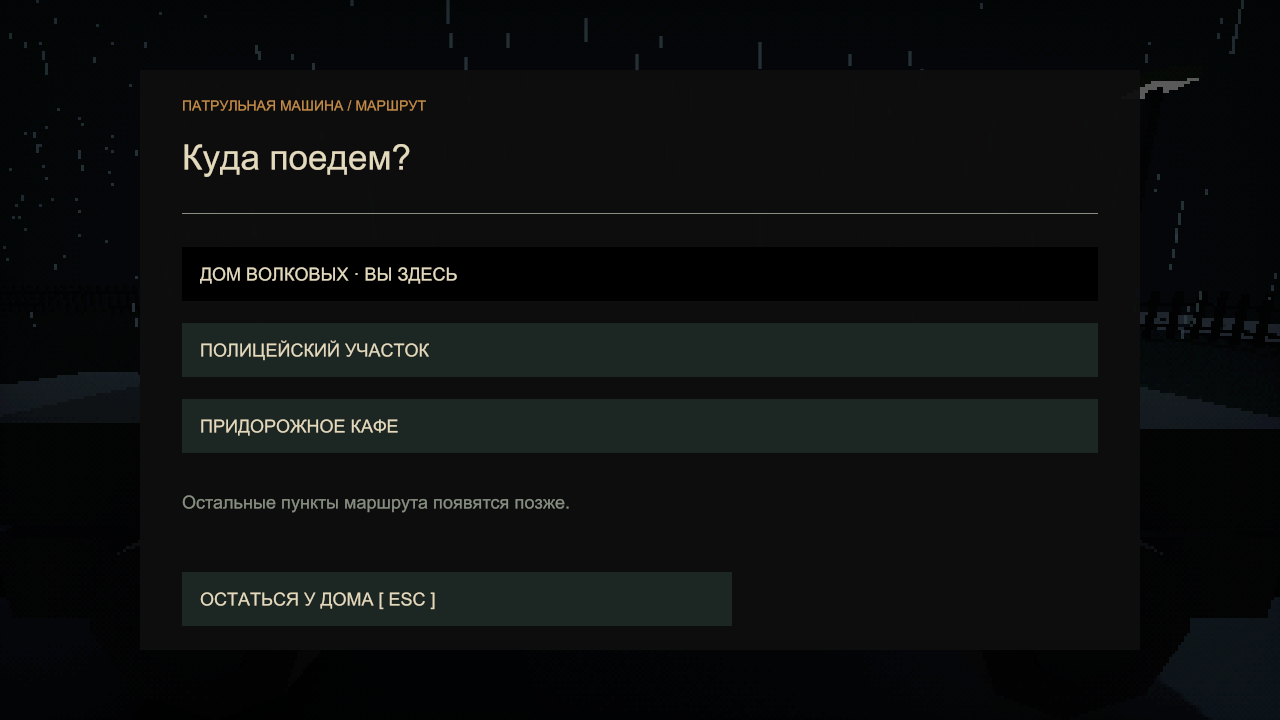 ПАТРУЛЬНАЯ МАШИНА / МАРШРУТ
Куда поедем?
ДОМ ВОЛКОВЫХ · ВЫ ЗДЕСЬ
ПОЛИЦЕЙСКИЙ УЧАСТОК
ПРИДОРОЖНОЕ КАФЕ
Остальные пункты маршрута появятся позже.
ОСТАТЬСЯ У ДОМА [ ESC ]